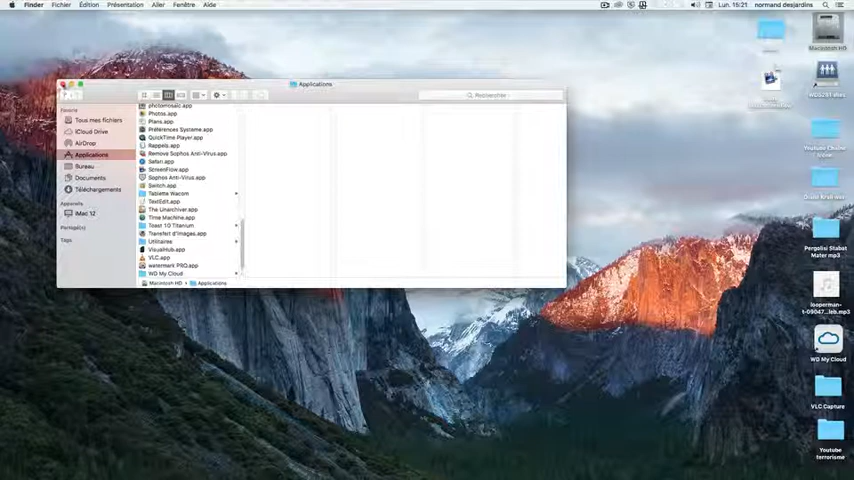 Finder Fichier Édition Présentation Aller Fenêtre Aide
Lun. 15:21 normand desjardins
Applications
Recherche
Favoris
Tous mes fichiers
iCloud Drive
AirDrop
Applications
Bureau
Documents
Téléchargements
Appareils
iMac 12
Partagé(s)
Tags
photomosaic.app
Photos.app
Plans.app
Préférences Système.app
QuickTime Player.app
Rappels.app
Remove Sophos Anti-Virus.app
Safari.app
ScreenFlow.app
Sophos Anti-Virus.app
Switch.app
Tablette Wacom
TextEdit.app
The Unarchiver.app
Time Machine.app
Toast 10 Titanium
Transfert d'images.app
Utilitaires
VisualHub.app
VLC.app
watermark PRO.app
WD My Cloud
Macintosh HD
Applications
Macintosh HD
Youtube
Pergolisi Stabat
Mater mp3
looperman-
t-09047...leb.mp3
WD My Cloud
VLC Capture
Youtube
terrorisme